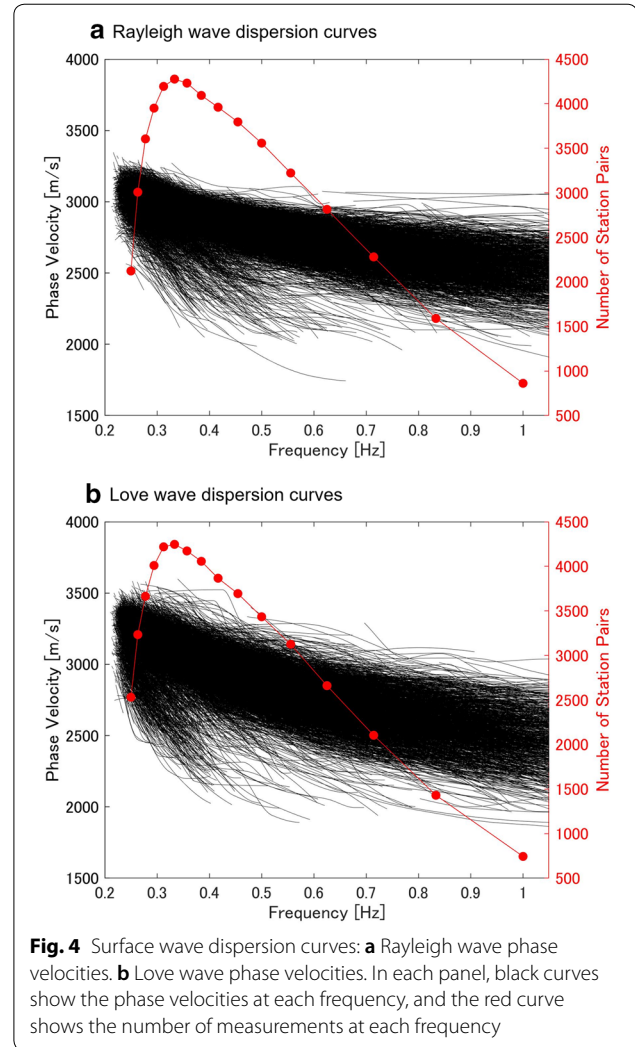 a Rayleigh wave dispersion curves
4000
3500
3000
2500
2000
1500
Phase Velocity [m/s]
4500
4000
3500
3000
2500
2000
1500
1000
500
Number of Station Pairs
0.2 0.3 0.4 0.5 0.6 0.7 0.8 0.9 1
Frequency [Hz]
b Love wave dispersion curves
4000
3500
3000
2500
2000
1500
Phase Velocity [m/s]
4500
4000
3500
3000
2500
2000
1500
1000
500
Number of Station Pairs
0.2 0.3 0.4 0.5 0.6 0.7 0.8 0.9 1
Frequency [Hz]
Fig. 4 Surface wave dispersion curves: a Rayleigh wave phase
velocities. b Love wave phase velocities. In each panel, black curves
show the phase velocities at each frequency, and the red curve
shows the number of measurements at each frequency